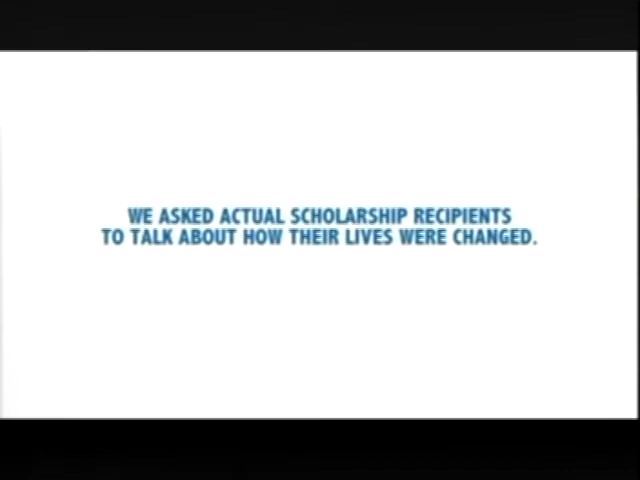 WE ASKED ACTUAL SCHOLARSHIP RECIPIENTS
TO TALK ABOUT HOW THEIR LIVES WERE CHANGED.